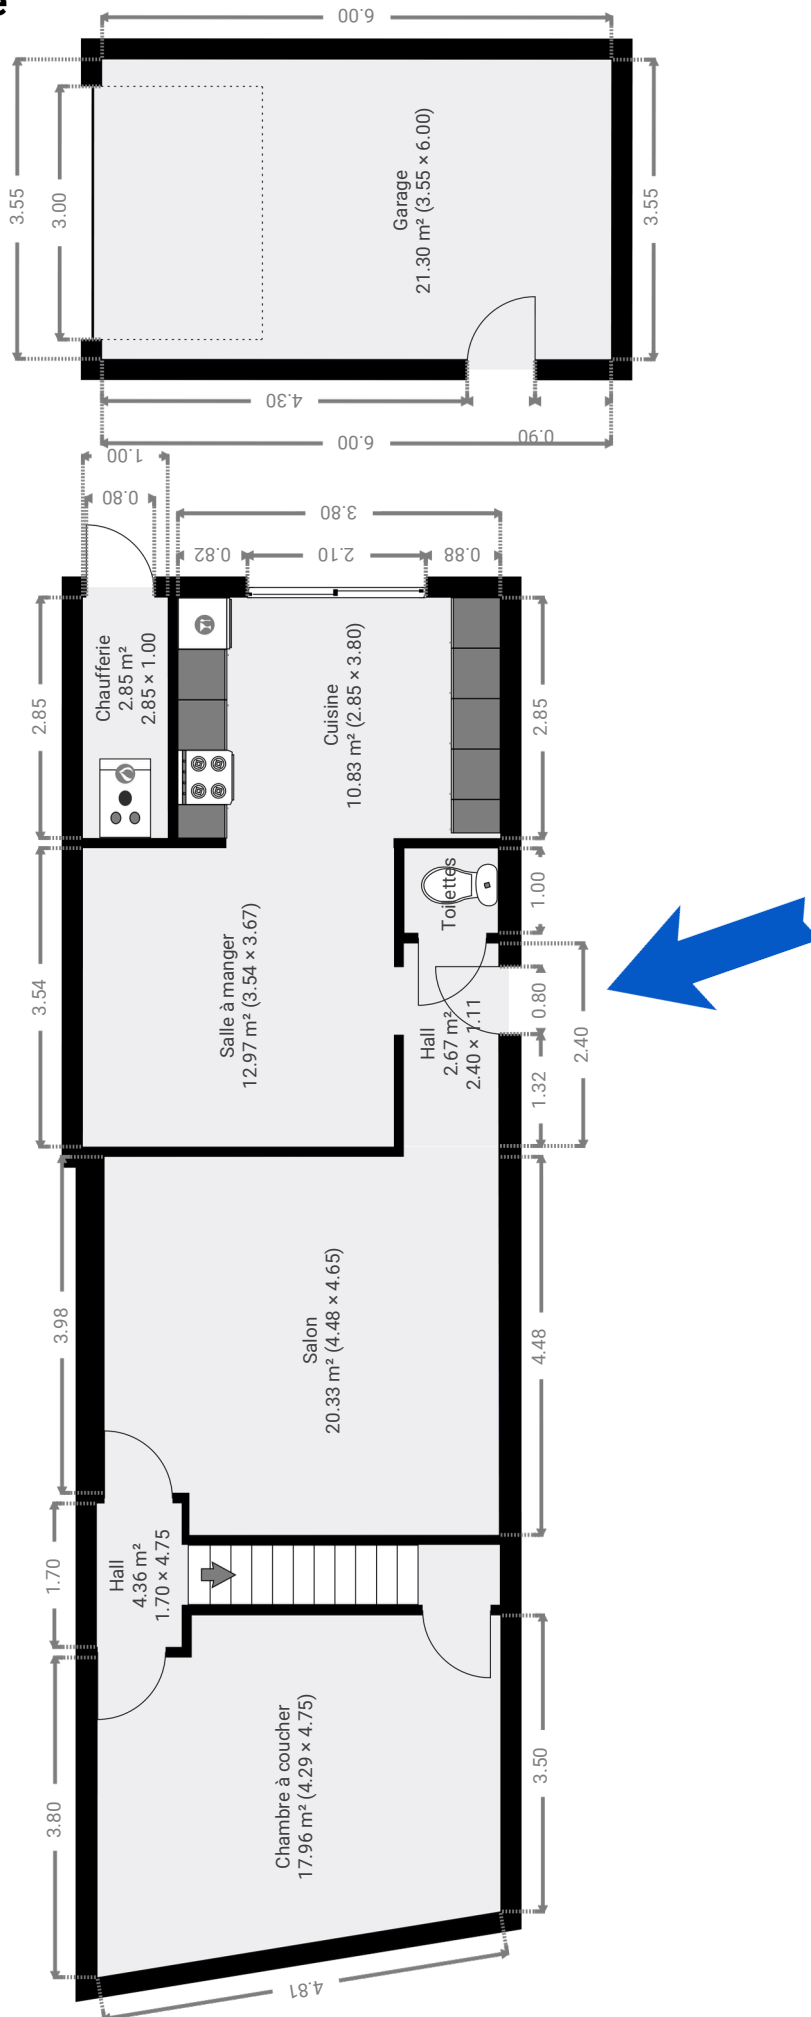 6.00
3.55
3.00
Garage
21.30 m² (3.55 × 6.00)
3.55
4.30
0.90
6.00
1.00
0.80
3.80
0.82
2.10
0.88
2.85
Chaufferie
2.85 m²
2.85 × 1.00
Cuisine
10.83 m² (2.85 × 3.80)
2.85
Toilettes
1.00
3.54
Salle à manger
12.97 m² (3.54 × 3.67)
Hall
2.67 m²
2.40 × 1.11
0.80
2.40
1.32
3.98
Salon
20.33 m² (4.48 × 4.65)
4.48
1.70
Hall
4.36 m²
1.70 × 4.75
3.80
Chambre à coucher
17.96 m² (4.29 × 4.75)
3.50
4.81